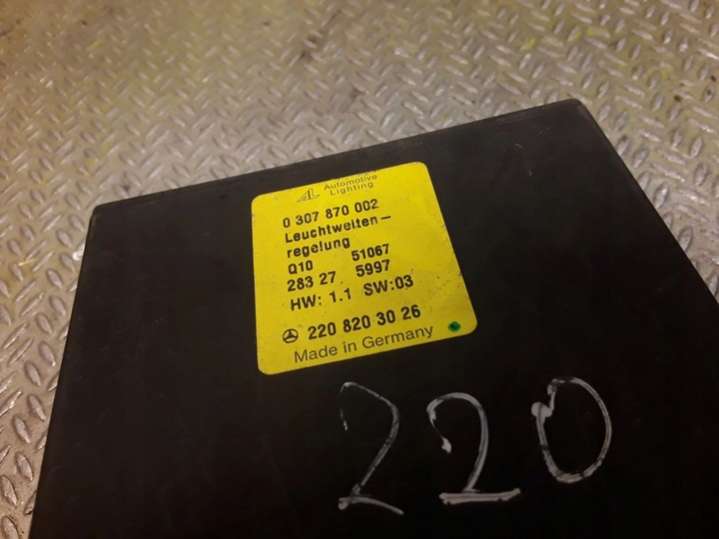 AL Automotive
Lighting
0 307 870 002
Leuchtweiten-
regelung
Q10 51067
283 27 5997
HW: 1.1 SW:03
220 820 30 26
Made in Germany
220